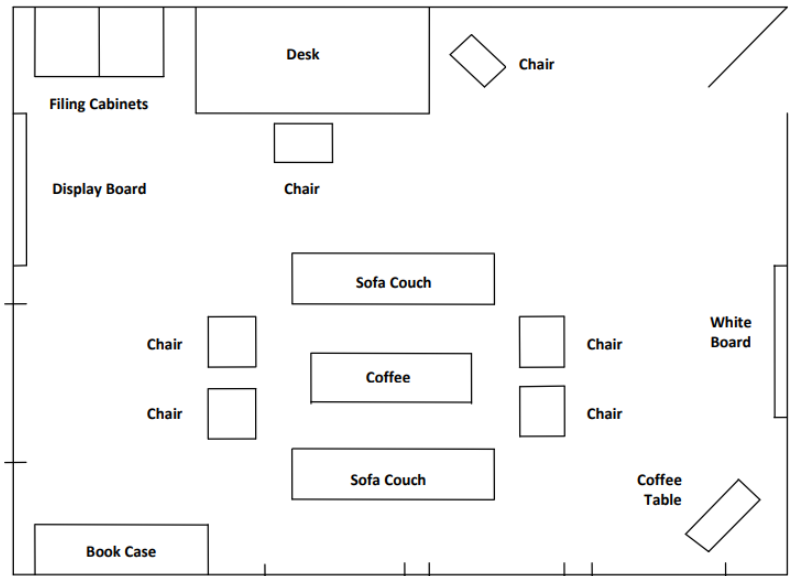 Desk
Chair
Filing Cabinets
Display Board
Chair
Sofa Couch
White
Board
Chair
Chair
Coffee
Chair
Chair
Sofa Couch
Coffee
Table
Book Case